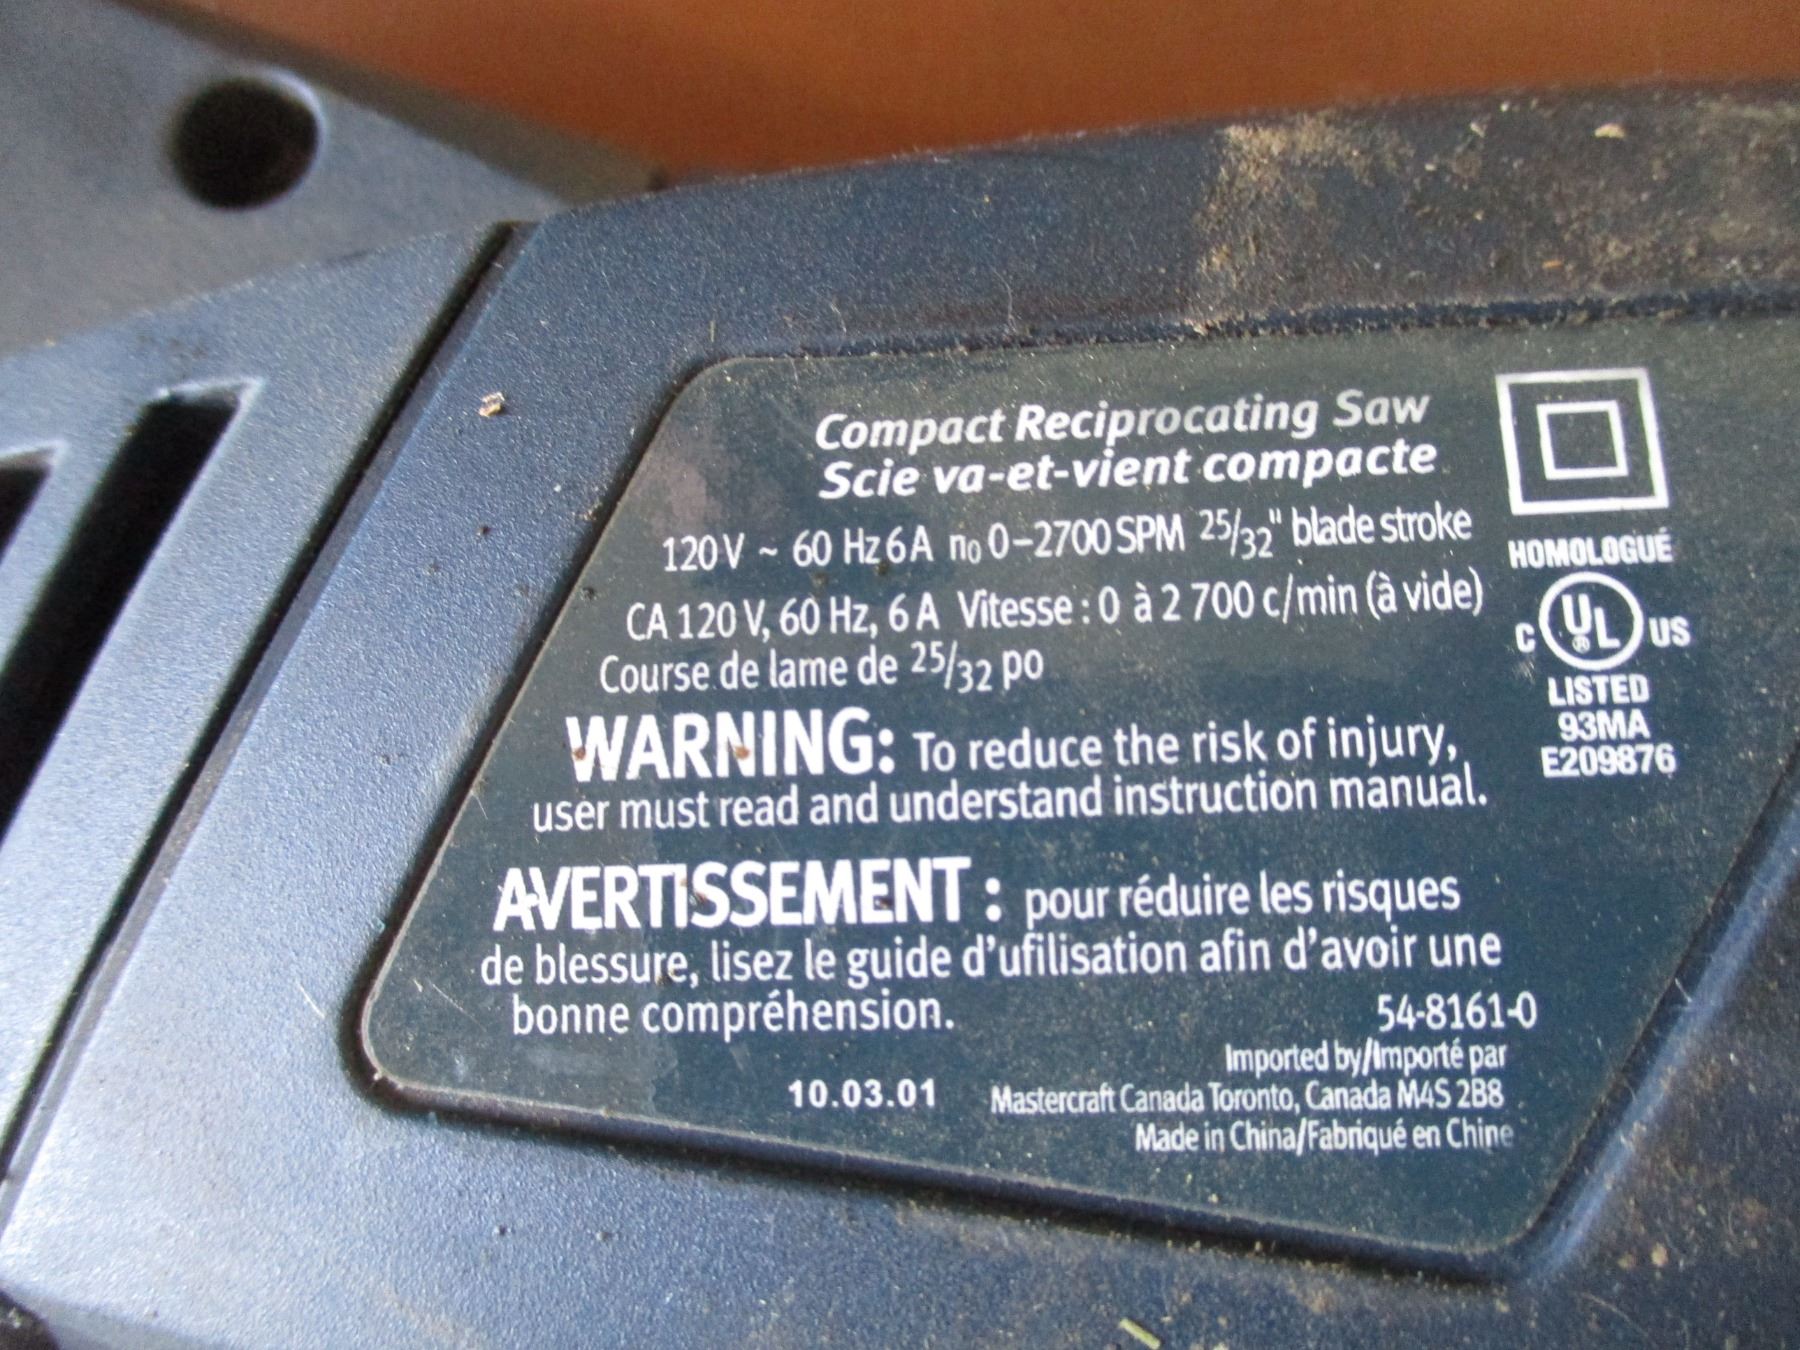 Compact Reciprocating Saw
Scie va-et-vient compacte
120V ~ 60 Hz 6A no 0-2700 SPM 25/32" blade stroke
CA 120 V, 60 Hz, 6 A Vitesse : 0 à 2 700 c/min (à vide)
Course de lame de 25/32 po
WARNING: To reduce the risk of injury,
user must read and understand instruction manual.
AVERTISSEMENT : pour réduire les risques
de blessure, lisez le guide d'ufilisation afin d'avoir une
bonne compréhension.
54-8161-0
Imported by/Importé par
10.03.01
Mastercraft Canada Toronto, Canada M4S 2B8
Made in China/Fabriqué en Chine
HOMOLOGUÉ
C UL® US
LISTED
93MA
E209876